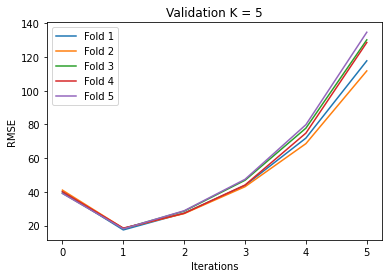 Validation K = 5
140
120
100
80
60
40
20
RMSE
Fold 1
Fold 2
Fold 3
Fold 4
Fold 5
0 1 2 3 4 5
Iterations